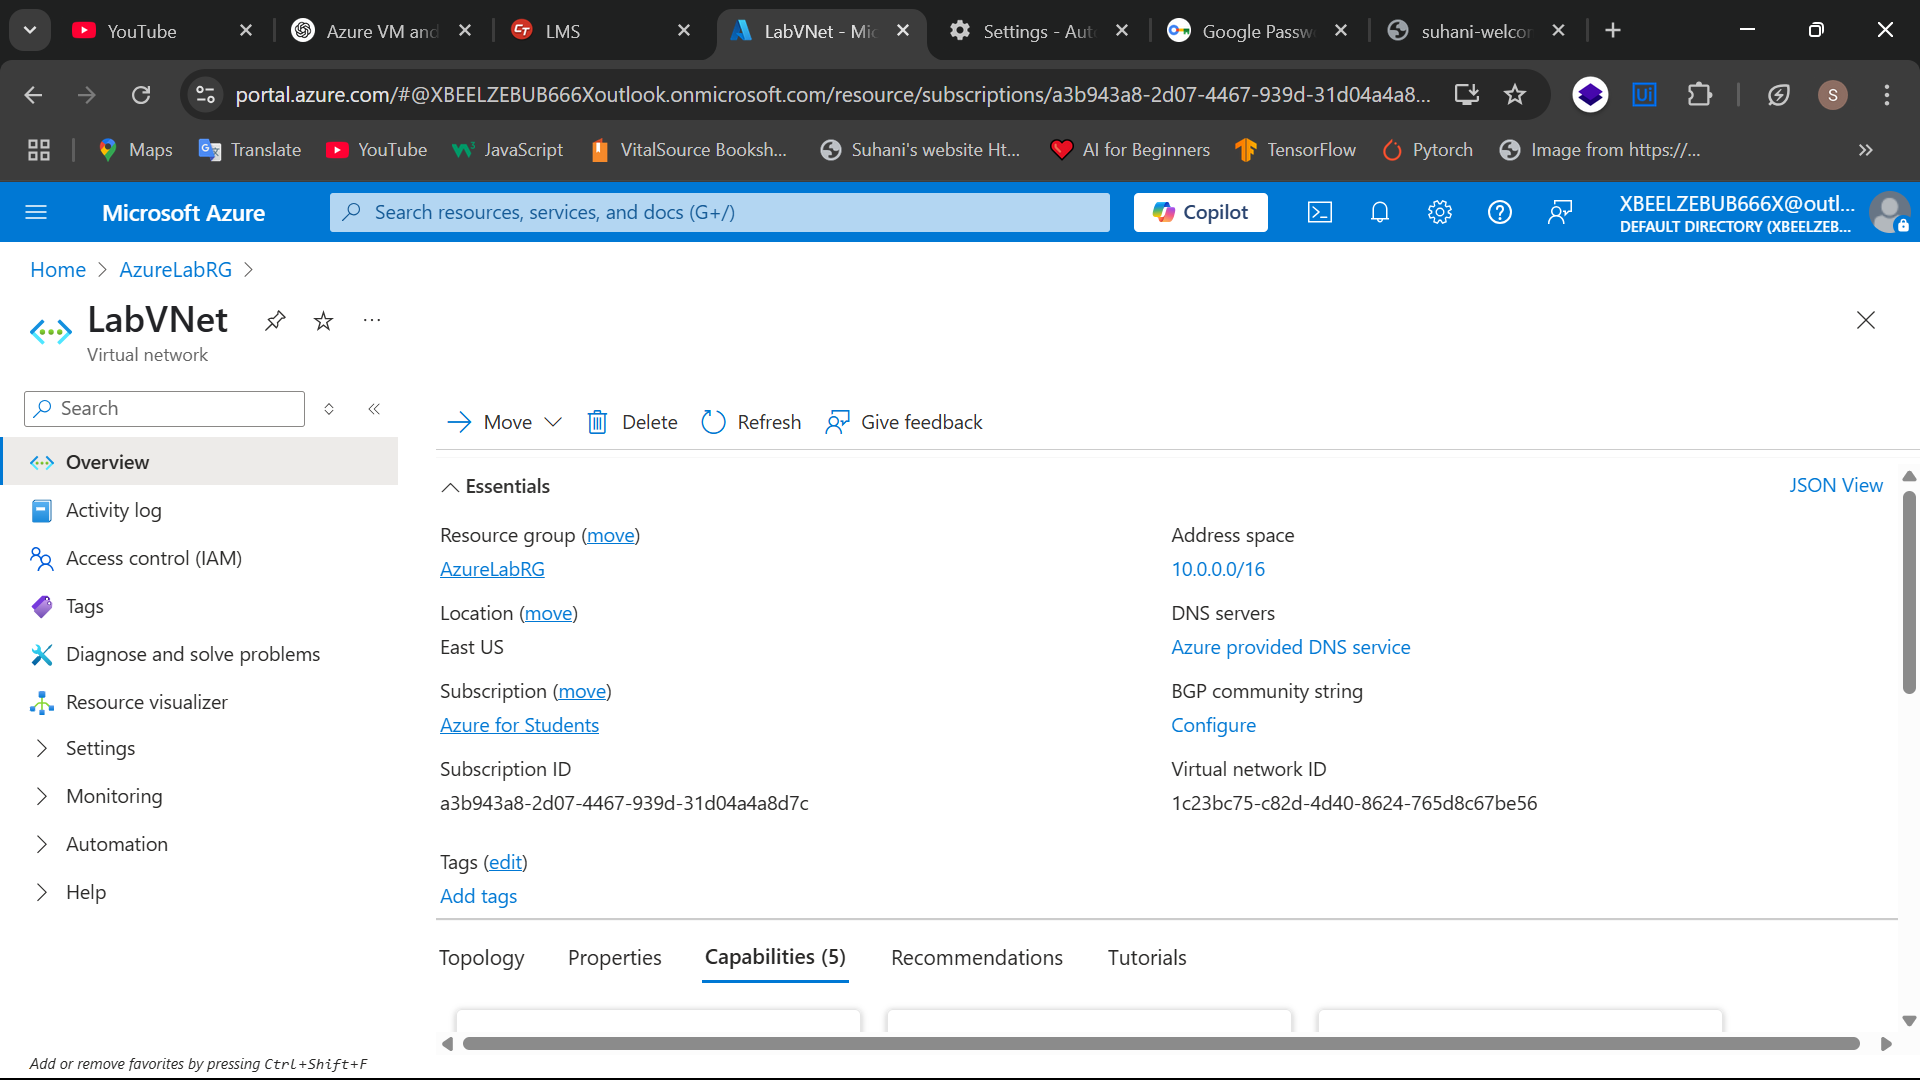 YouTube
Azure VM and
LMS
LabVNet - Mic
Settings - Aut
Google Passw
suhani-welcor
portal.azure.com/#@XBEELZEBUB666Xoutlook.onmicrosoft.com/resource/subscriptions/a3b943a8-2d07-4467-939d-31d04a4a8...
S
Maps
Translate
YouTube
JavaScript
VitalSource Booksh...
Suhani's website Ht...
AI for Beginners
TensorFlow
Pytorch
Image from https://...
Microsoft Azure
Search resources, services, and docs (G+/)
Copilot
XBEELZEBUB666X@outl...
DEFAULT DIRECTORY (XBEELZEB...
Home > AzureLabRG >
LabVNet
Virtual network
Search
Overview
Activity log
Access control (IAM)
Tags
Diagnose and solve problems
Resource visualizer
Settings
Monitoring
Automation
Help
Add or remove favorites by pressing Ctrl+Shift+F
Move
Delete
Refresh
Give feedback
Essentials
JSON View
Resource group (move)
AzureLabRG
Location (move)
East US
Subscription (move)
Azure for Students
Subscription ID
a3b943a8-2d07-4467-939d-31d04a4a8d7c
Address space
10.0.0.0/16
DNS servers
Azure provided DNS service
BGP community string
Configure
Virtual network ID
1c23bc75-c82d-4d40-8624-765d8c67be56
Tags (edit)
Add tags
Topology
Properties
Capabilities (5)
Recommendations
Tutorials